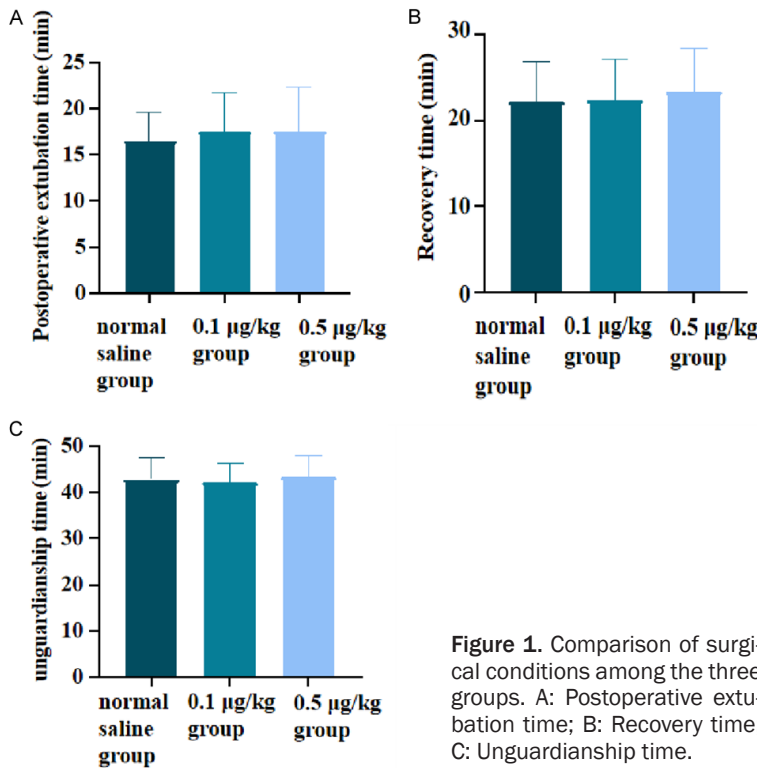 A
Postoperative extubation time (min)
25
20
15
10
5
0
normal
saline
group
0.1 μg/kg
group
0.5 μg/kg
group
B
Recovery time (min)
30
20
10
0
normal
saline
group
0.1 μg/kg
group
0.5 μg/kg
group
C
unguardianship time (min)
50
40
30
20
10
0
normal
saline
group
0.1 μg/kg
group
0.5 μg/kg
group
Figure 1. Comparison of surgi-
cal conditions among the three
groups. A: Postoperative extu-
bation time; B: Recovery time
C: Unguardianship time.